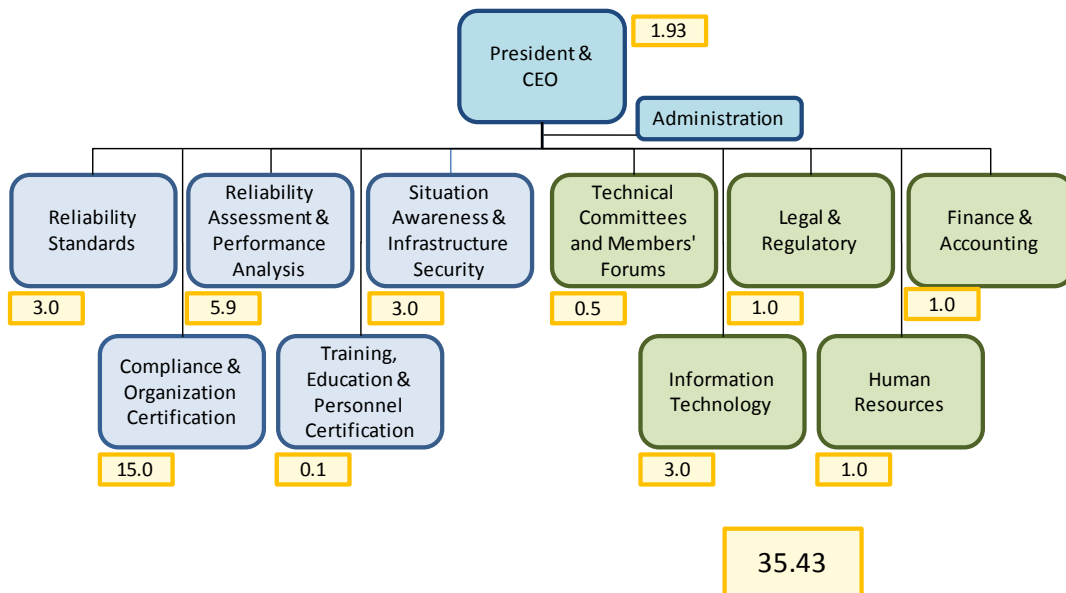 1.93
President &
CEO
Administration
Reliability
Standards
Reliability
Assessment &
Performance
Analysis
Situation
Awareness &
Infrastructure
Security
Technical
Committees
and Members'
Forums
Legal &
Regulatory
Finance &
Accounting
3.0
5.9
3.0
0.5
1.0
1.0
Compliance &
Organization
Certification
Training,
Education &
Personnel
Certification
Information
Technology
Human
Resources
15.0
0.1
3.0
1.0
35.43